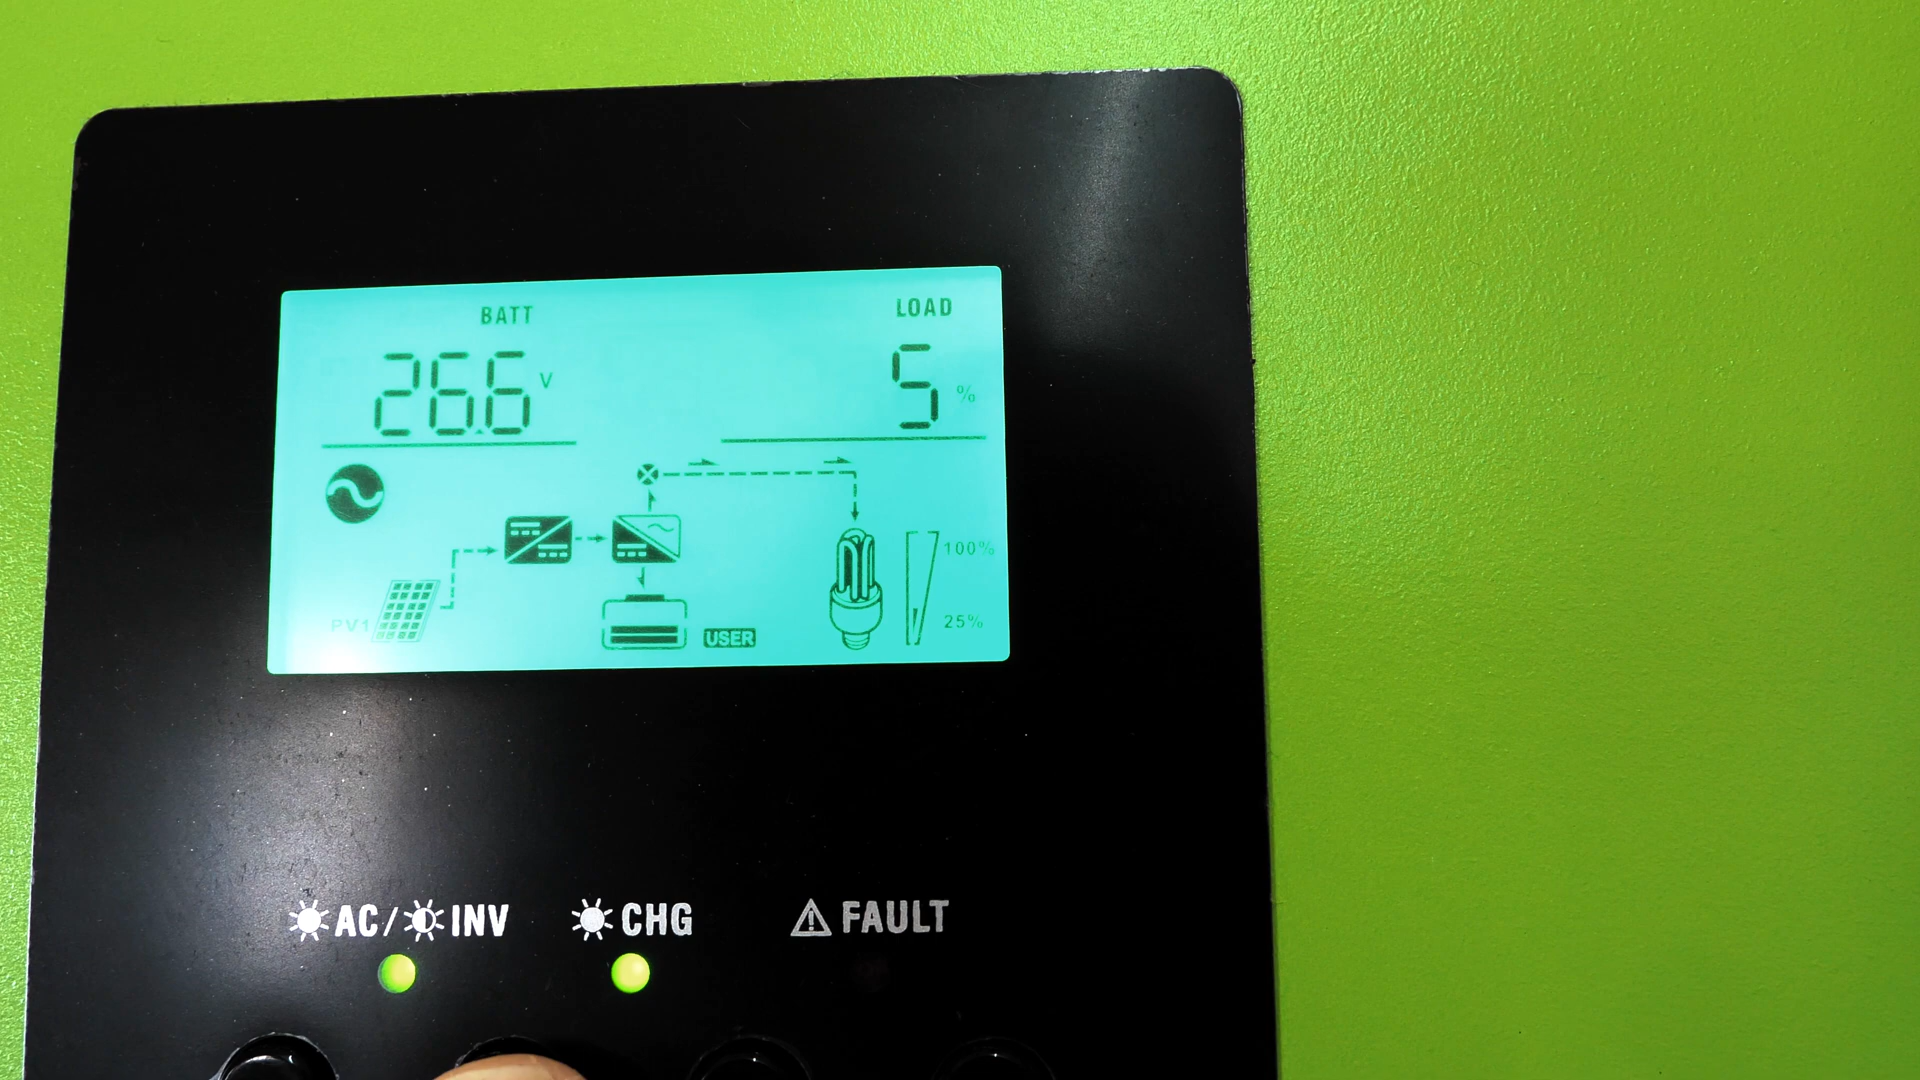 BATT LOAD
26.6 V 5 %
100%
25%
PV1 USER
AC/ INV CHG FAULT